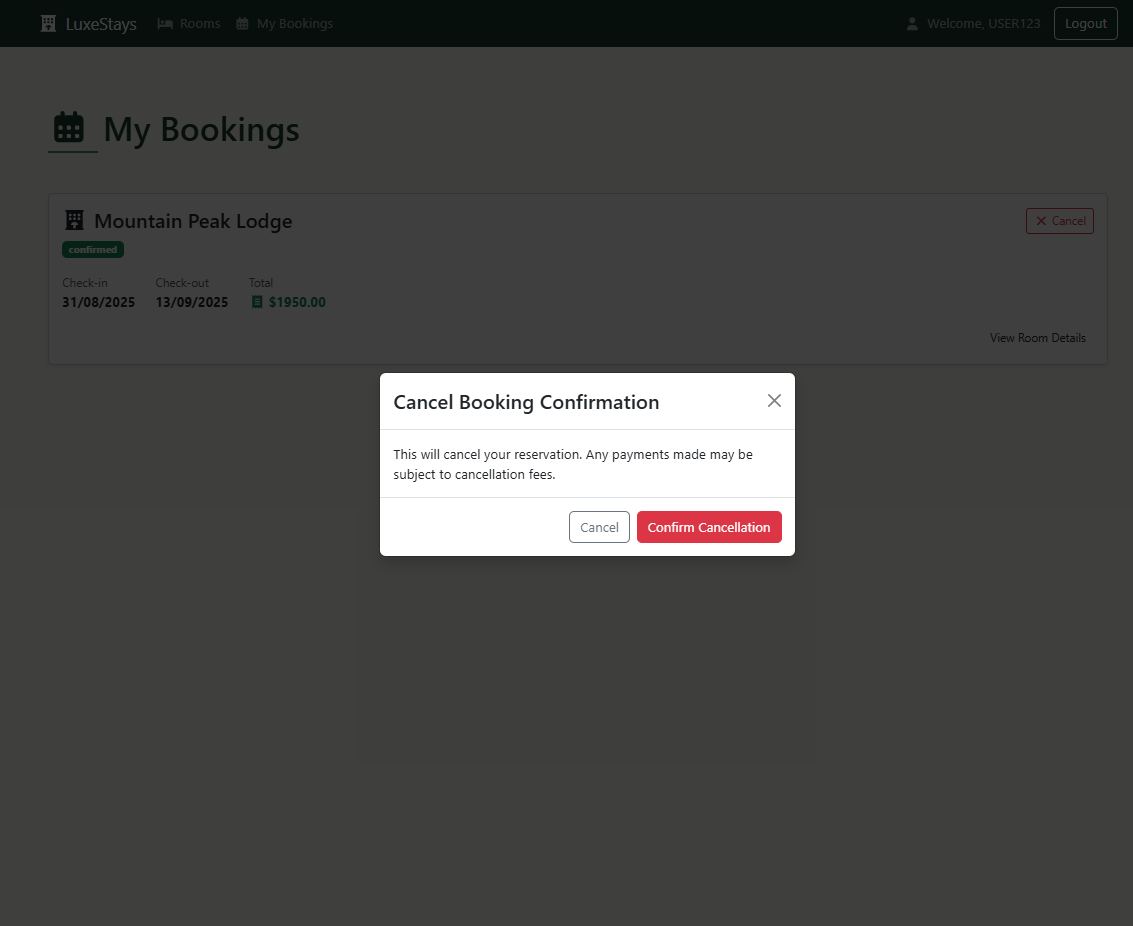 LuxeStays Rooms My Bookings Welcome, USER123 Logout
My Bookings
Mountain Peak Lodge
Cancel
confirmed
Check-in Check-out Total
31/08/2025 13/09/2025 $1950.00
View Room Details
Cancel Booking Confirmation
This will cancel your reservation. Any payments made may be
subject to cancellation fees.
Cancel Confirm Cancellation